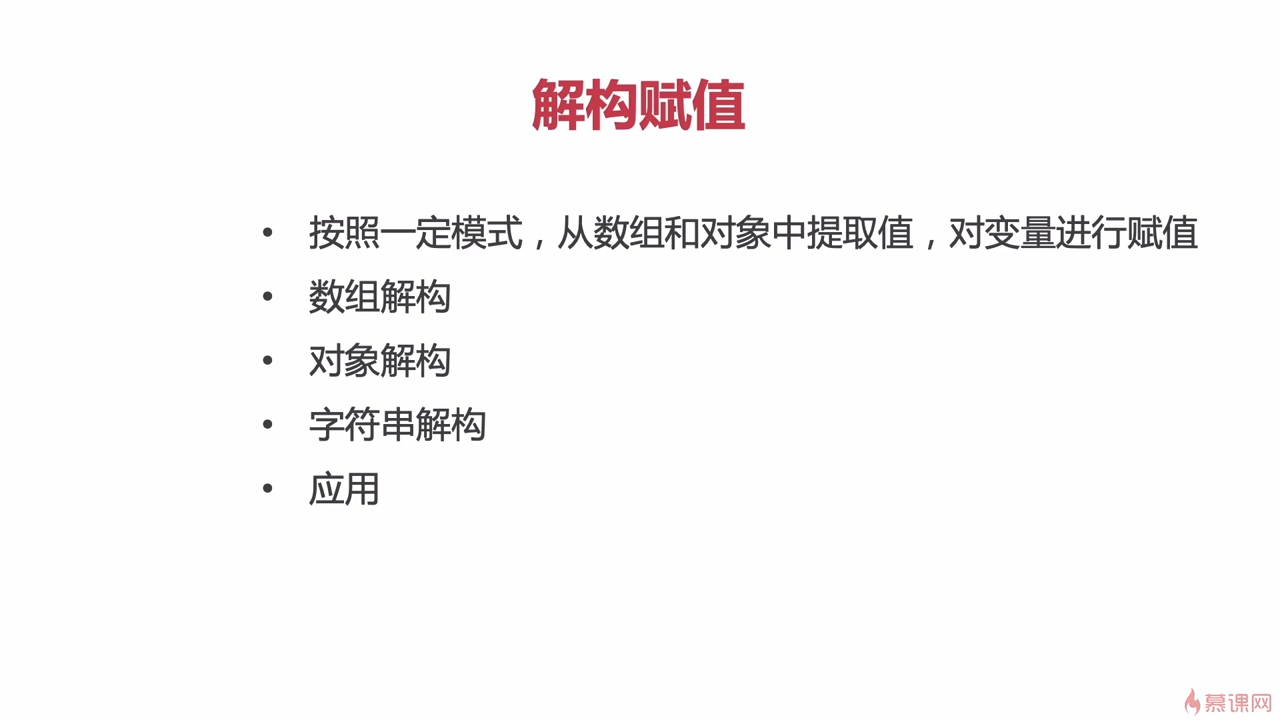 解构赋值
• 按照一定模式，从数组和对象中提取值，对变量进行赋值
• 数组解构
• 对象解构
• 字符串解构
• 应用
慕课网